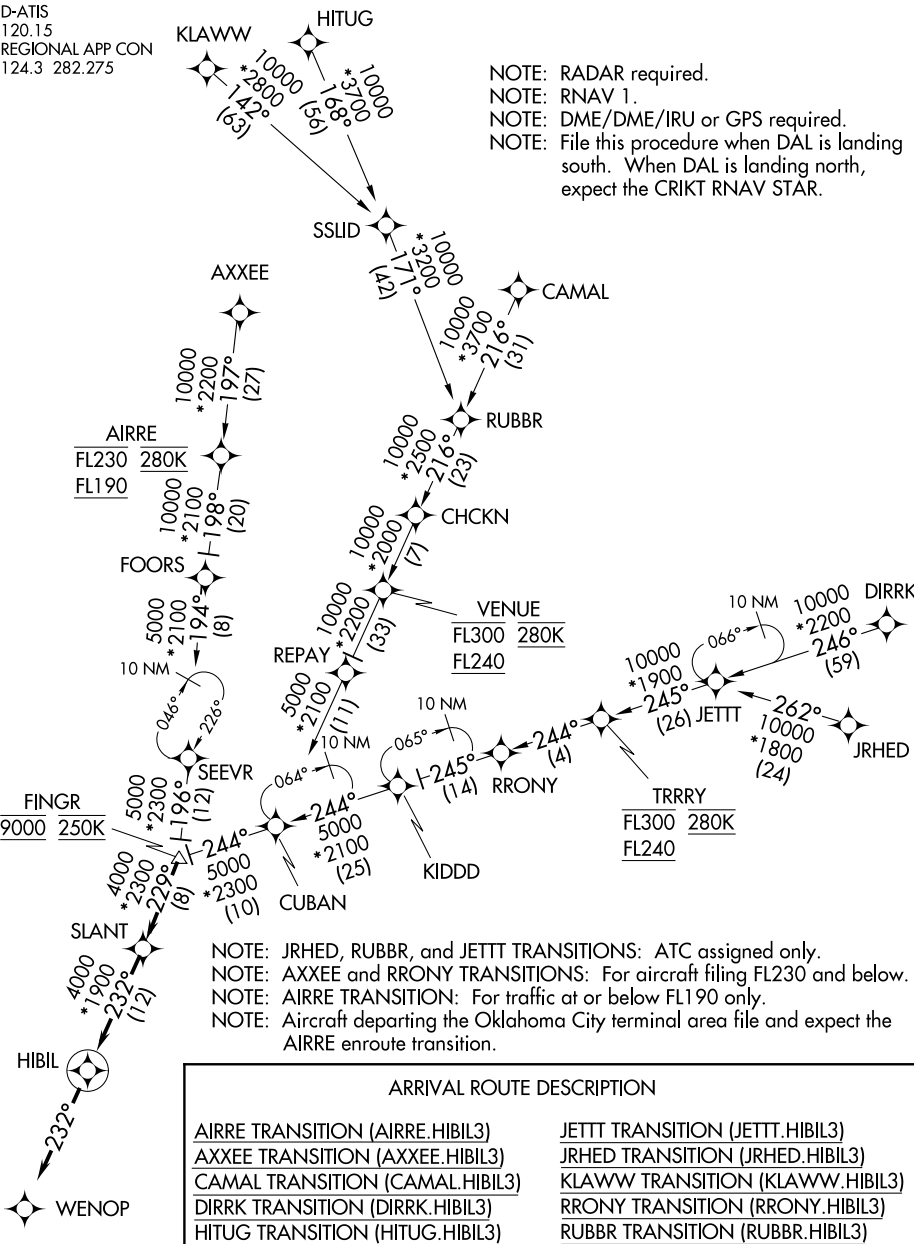 D-ATIS
120.15
REGIONAL APP CON
124.3 282.275
KLAWW
HITUG
10000
*2800
142°
(63)
10000
*3700
168°
(56)
NOTE: RADAR required.
NOTE: RNAV 1.
NOTE: DME/DME/IRU or GPS required.
NOTE: File this procedure when DAL is landing
south. When DAL is landing north,
expect the CRIKT RNAV STAR.
SSLID
10000
*3200
171°
(42)
AXXEE
CAMAL
10000
*3700
216°
(31)
10000
*2200
197°
(27)
RUBBR
AIRRE
FL230 280K
FL190
10000
*2500
216°
(23)
10000
*2100
198°
(20)
CHCKN
10000
*2000
(7)
FOORS
VENUE
FL300 280K
FL240
5000
*2100
194°
(8)
10000
*2200
(33)
10 NM
DIRRK
10000
*2200
246°
(59)
066°
REPAY
10 NM
046°
226°
5000
*2100
(11)
10000
*1900
245°
(26)
JETTT
262°
10000
*1800
(24)
JRHED
10 NM
065°
10 NM
064°
SEEVR
RRONY
244°
(4)
TRRRY
FL300 280K
FL240
245°
(14)
5000
*2300
196°
(12)
FINGR
9000 250K
244°
5000
*2100
(25)
KIDDD
244°
5000
*2300
(10)
CUBAN
4000
*2300
229°
(8)
SLANT
NOTE: JRHED, RUBBR, and JETTT TRANSITIONS: ATC assigned only.
NOTE: AXXEE and RRONY TRANSITIONS: For aircraft filing FL230 and below.
NOTE: AIRRE TRANSITION: For traffic at or below FL190 only.
NOTE: Aircraft departing the Oklahoma City terminal area file and expect the
AIRRE enroute transition.
4000
*1900
232°
(12)
HIBIL
232°
WENOP
ARRIVAL ROUTE DESCRIPTION
AIRRE TRANSITION (AIRRE.HIBIL3)
AXXEE TRANSITION (AXXEE.HIBIL3)
CAMAL TRANSITION (CAMAL.HIBIL3)
DIRRK TRANSITION (DIRRK.HIBIL3)
HITUG TRANSITION (HITUG.HIBIL3)
JETTT TRANSITION (JETTT.HIBIL3)
JRHED TRANSITION (JRHED.HIBIL3)
KLAWW TRANSITION (KLAWW.HIBIL3)
RRONY TRANSITION (RRONY.HIBIL3)
RUBBR TRANSITION (RUBBR.HIBIL3)